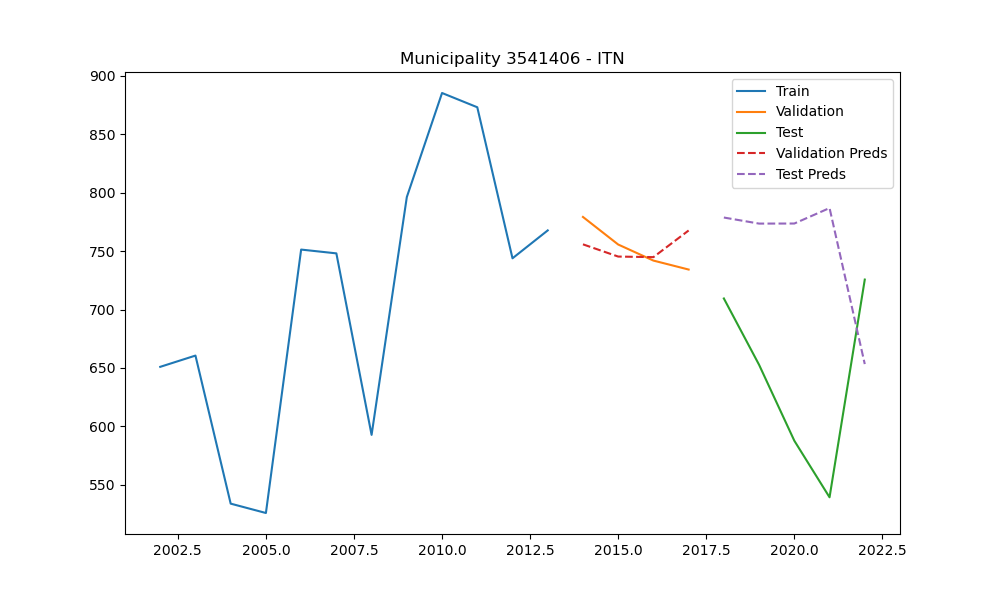 Municipality 3541406 - ITN
900
850
800
750
700
650
600
550
Train
Validation
Test
Validation Preds
Test Preds
2002.5 2005.0 2007.5 2010.0 2012.5 2015.0 2017.5 2020.0 2022.5